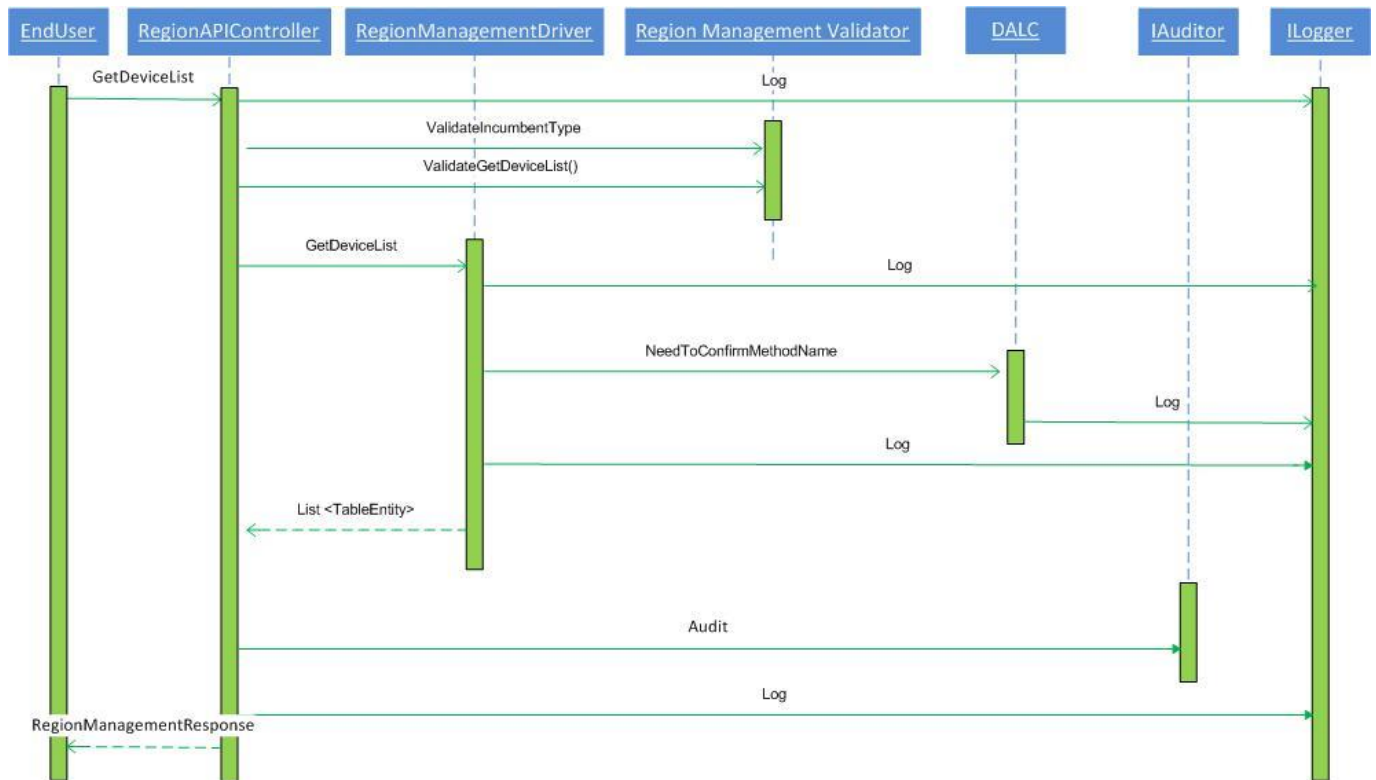 EndUser
RegionAPIController
RegionManagementDriver
Region Management Validator
DALC
IAuditor
ILogger
GetDeviceList
Log
ValidateIncumbentType
ValidateGetDeviceList()
GetDeviceList
Log
NeedToConfirmMethodName
Log
Log
List <TableEntity>
Audit
Log
RegionManagementResponse